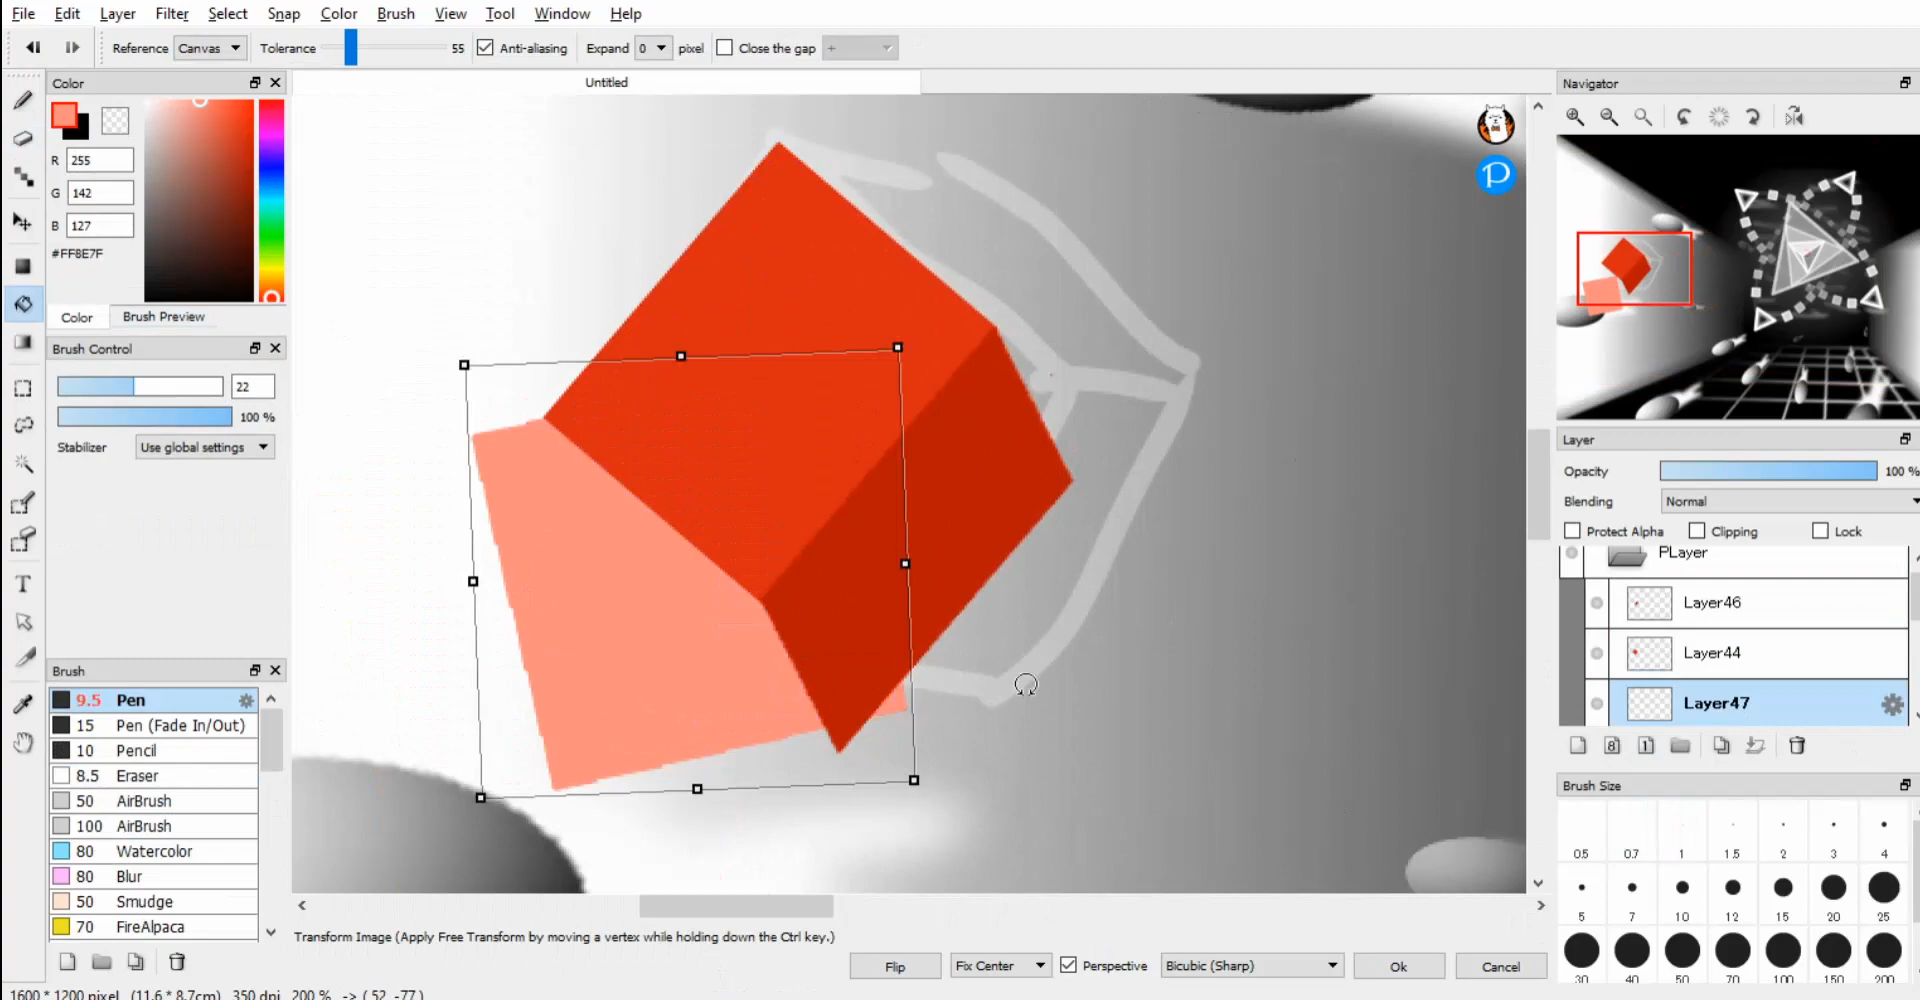 File Edit Layer Filter Select Snap Color Brush View Tool Window Help
Reference Canvas Tolerance 55 Anti-aliasing Expand 0 pixel Close the gap +
Color
Untitled
Navigator
R 255
G 142
B 127
#FF8E7F
Color Brush Preview
Brush Control
22
100 %
Stabilizer Use global settings
Brush
9.5 Pen
15 Pen (Fade In/Out)
10 Pencil
8.5 Eraser
50 AirBrush
100 AirBrush
80 Watercolor
80 Blur
50 Smudge
70 FireAlpaca
P
Layer
Opacity 100 %
Blending Normal
Protect Alpha Clipping Lock
PLayer
Layer46
Layer44
Layer47
8 1
Brush Size
0.5 0.7 1 1.5 2 3 4
5 7 10 12 15 20 25
30 40 50 70 100 150 200
T
Transform Image (Apply Free Transform by moving a vertex while holding down the Ctrl key.)
Flip Fix Center Perspective Bicubic (Sharp) Ok Cancel
1600 * 1200 pixel (11.6 * 8.7cm) 350 dpi 200 % -> ( 52, -77 )